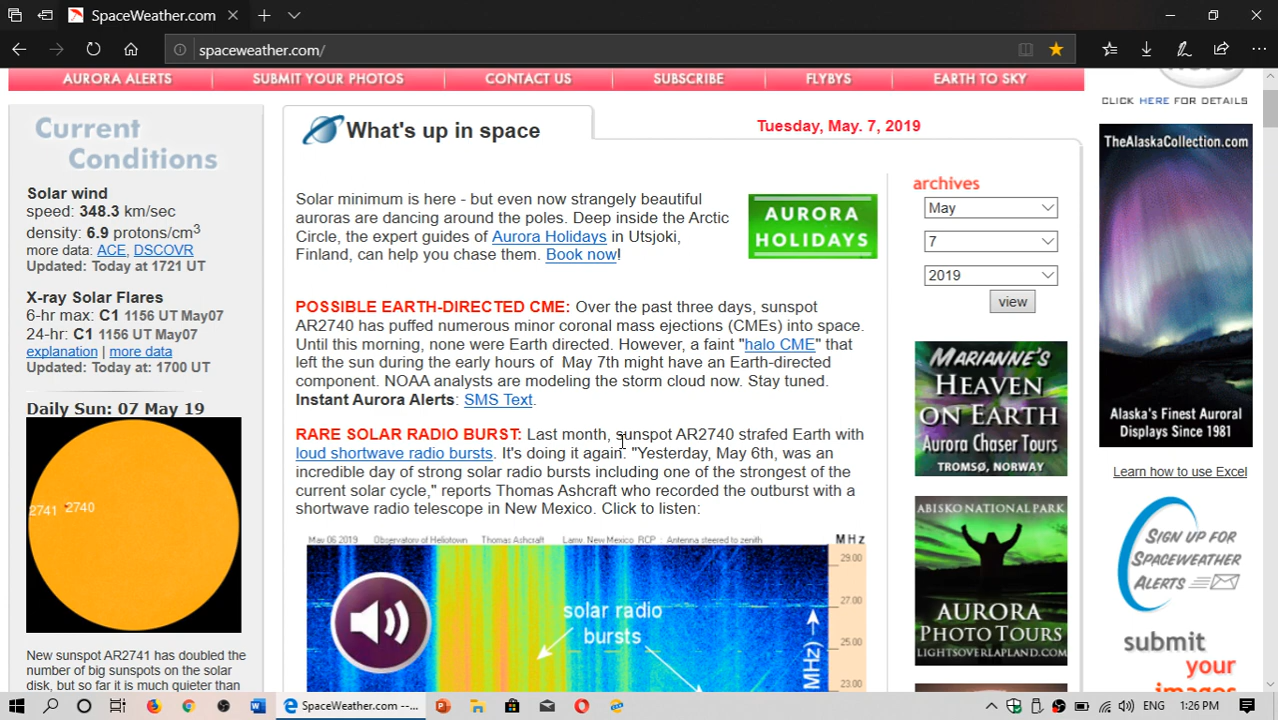 SpaceWeather.com
spaceweather.com/
AURORA ALERTS
SUBMIT YOUR PHOTOS
CONTACT US
SUBSCRIBE
FLYBYS
EARTH TO SKY
CLICK HERE FOR DETAILS
Current
Conditions
Solar wind
speed: 348.3 km/sec
density: 6.9 protons/cm3
more data: ACE, DSCOVR
Updated: Today at 1721 UT
X-ray Solar Flares
6-hr max: C1 1156 UT May07
24-hr: C1 1156 UT May07
explanation | more data
Updated: Today at: 1700 UT
Daily Sun: 07 May 19
2741 2740
New sunspot AR2741 has doubled the
number of big sunspots on the solar
disk, but so far it is much quieter than
What's up in space
Tuesday, May. 7, 2019
Solar minimum is here - but even now strangely beautiful
auroras are dancing around the poles. Deep inside the Arctic
Circle, the expert guides of Aurora Holidays in Utsjoki,
Finland, can help you chase them. Book now!
AURORA
HOLIDAYS
POSSIBLE EARTH-DIRECTED CME: Over the past three days, sunspot
AR2740 has puffed numerous minor coronal mass ejections (CMEs) into space.
Until this morning, none were Earth directed. However, a faint "halo CME" that
left the sun during the early hours of May 7th might have an Earth-directed
component. NOAA analysts are modeling the storm cloud now. Stay tuned.
Instant Aurora Alerts: SMS Text.
RARE SOLAR RADIO BURST: Last month, sunspot AR2740 strafed Earth with
loud shortwave radio bursts. It's doing it again. "Yesterday, May 6th, was an
incredible day of strong solar radio bursts including one of the strongest of the
current solar cycle," reports Thomas Ashcraft who recorded the outburst with a
shortwave radio telescope in New Mexico. Click to listen:
May 06 2019 Observatory of Heliotown Thomas Ashcraft Lamy, New Mexico RCP : Antenna steered to zenith
MHz
29.00
27.00
25.00
23.00
MHz)
solar radio
bursts
archives
May
7
2019
view
MARIANNE'S
HEAVEN
ON EARTH
Aurora Chaser Tours
TROMSØ, NORWAY
ABISKO NATIONAL PARK
AURORA
PHOTO TOURS
LIGHTSOVERLAPLAND.COM
TheAlaskaCollection.com
Alaska's Finest Auroral
Displays Since 1981
Learn how to use Excel
SIGN UP FOR
SPACEWEATHER
ALERTS
submit
your
images
SpaceWeather.com --...
1:26 PM